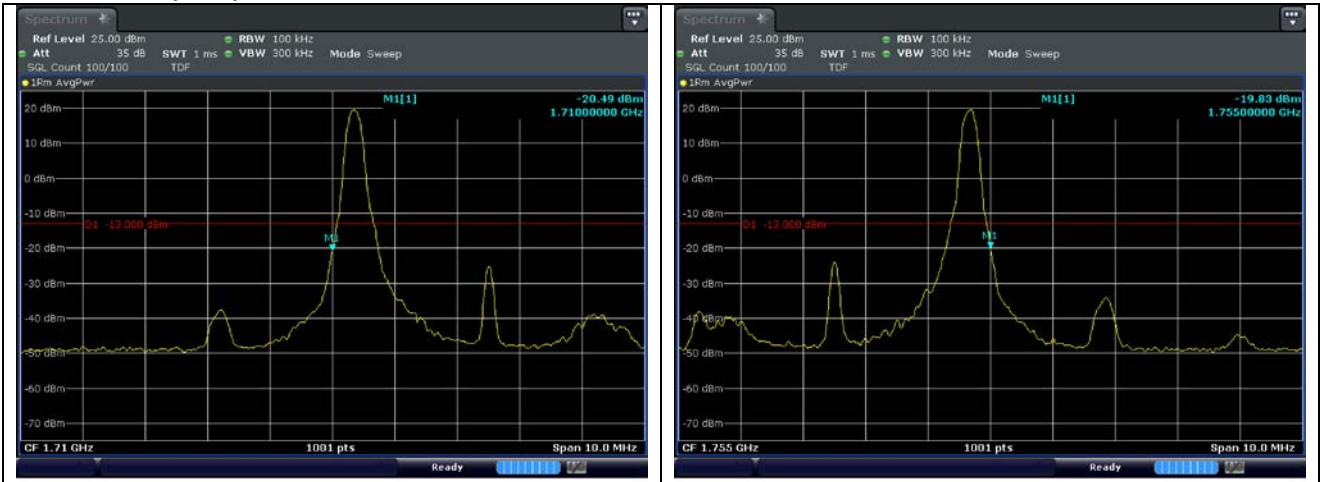 Spectrum
Ref Level 25.00 dBm RBW 100 kHz
Att 35 dB SWT 1 ms VBW 300 kHz Mode Sweep
SGL Count 100/100 TDF
1Rm AvgPwr
M1[1] -20.49 dBm
1.71000000 GHz
20 dBm
10 dBm
0 dBm
-10 dBm
D1 -13.000 dBm
M1
-20 dBm
-30 dBm
-40 dBm
-50 dBm
-60 dBm
-70 dBm
CF 1.71 GHz 1001 pts Span 10.0 MHz
Ready
Spectrum
Ref Level 25.00 dBm RBW 100 kHz
Att 35 dB SWT 1 ms VBW 300 kHz Mode Sweep
SGL Count 100/100 TDF
1Rm AvgPwr
M1[1] -19.83 dBm
1.75500000 GHz
20 dBm
10 dBm
0 dBm
-10 dBm
D1 -13.000 dBm
M1
-20 dBm
-30 dBm
-40 dBm
-50 dBm
-60 dBm
-70 dBm
CF 1.755 GHz 1001 pts Span 10.0 MHz
Ready